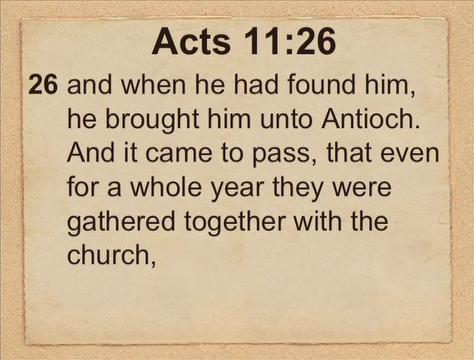 Acts 11:26
26 and when he had found him,
he brought him unto Antioch.
And it came to pass, that even
for a whole year they were
gathered together with the
church,